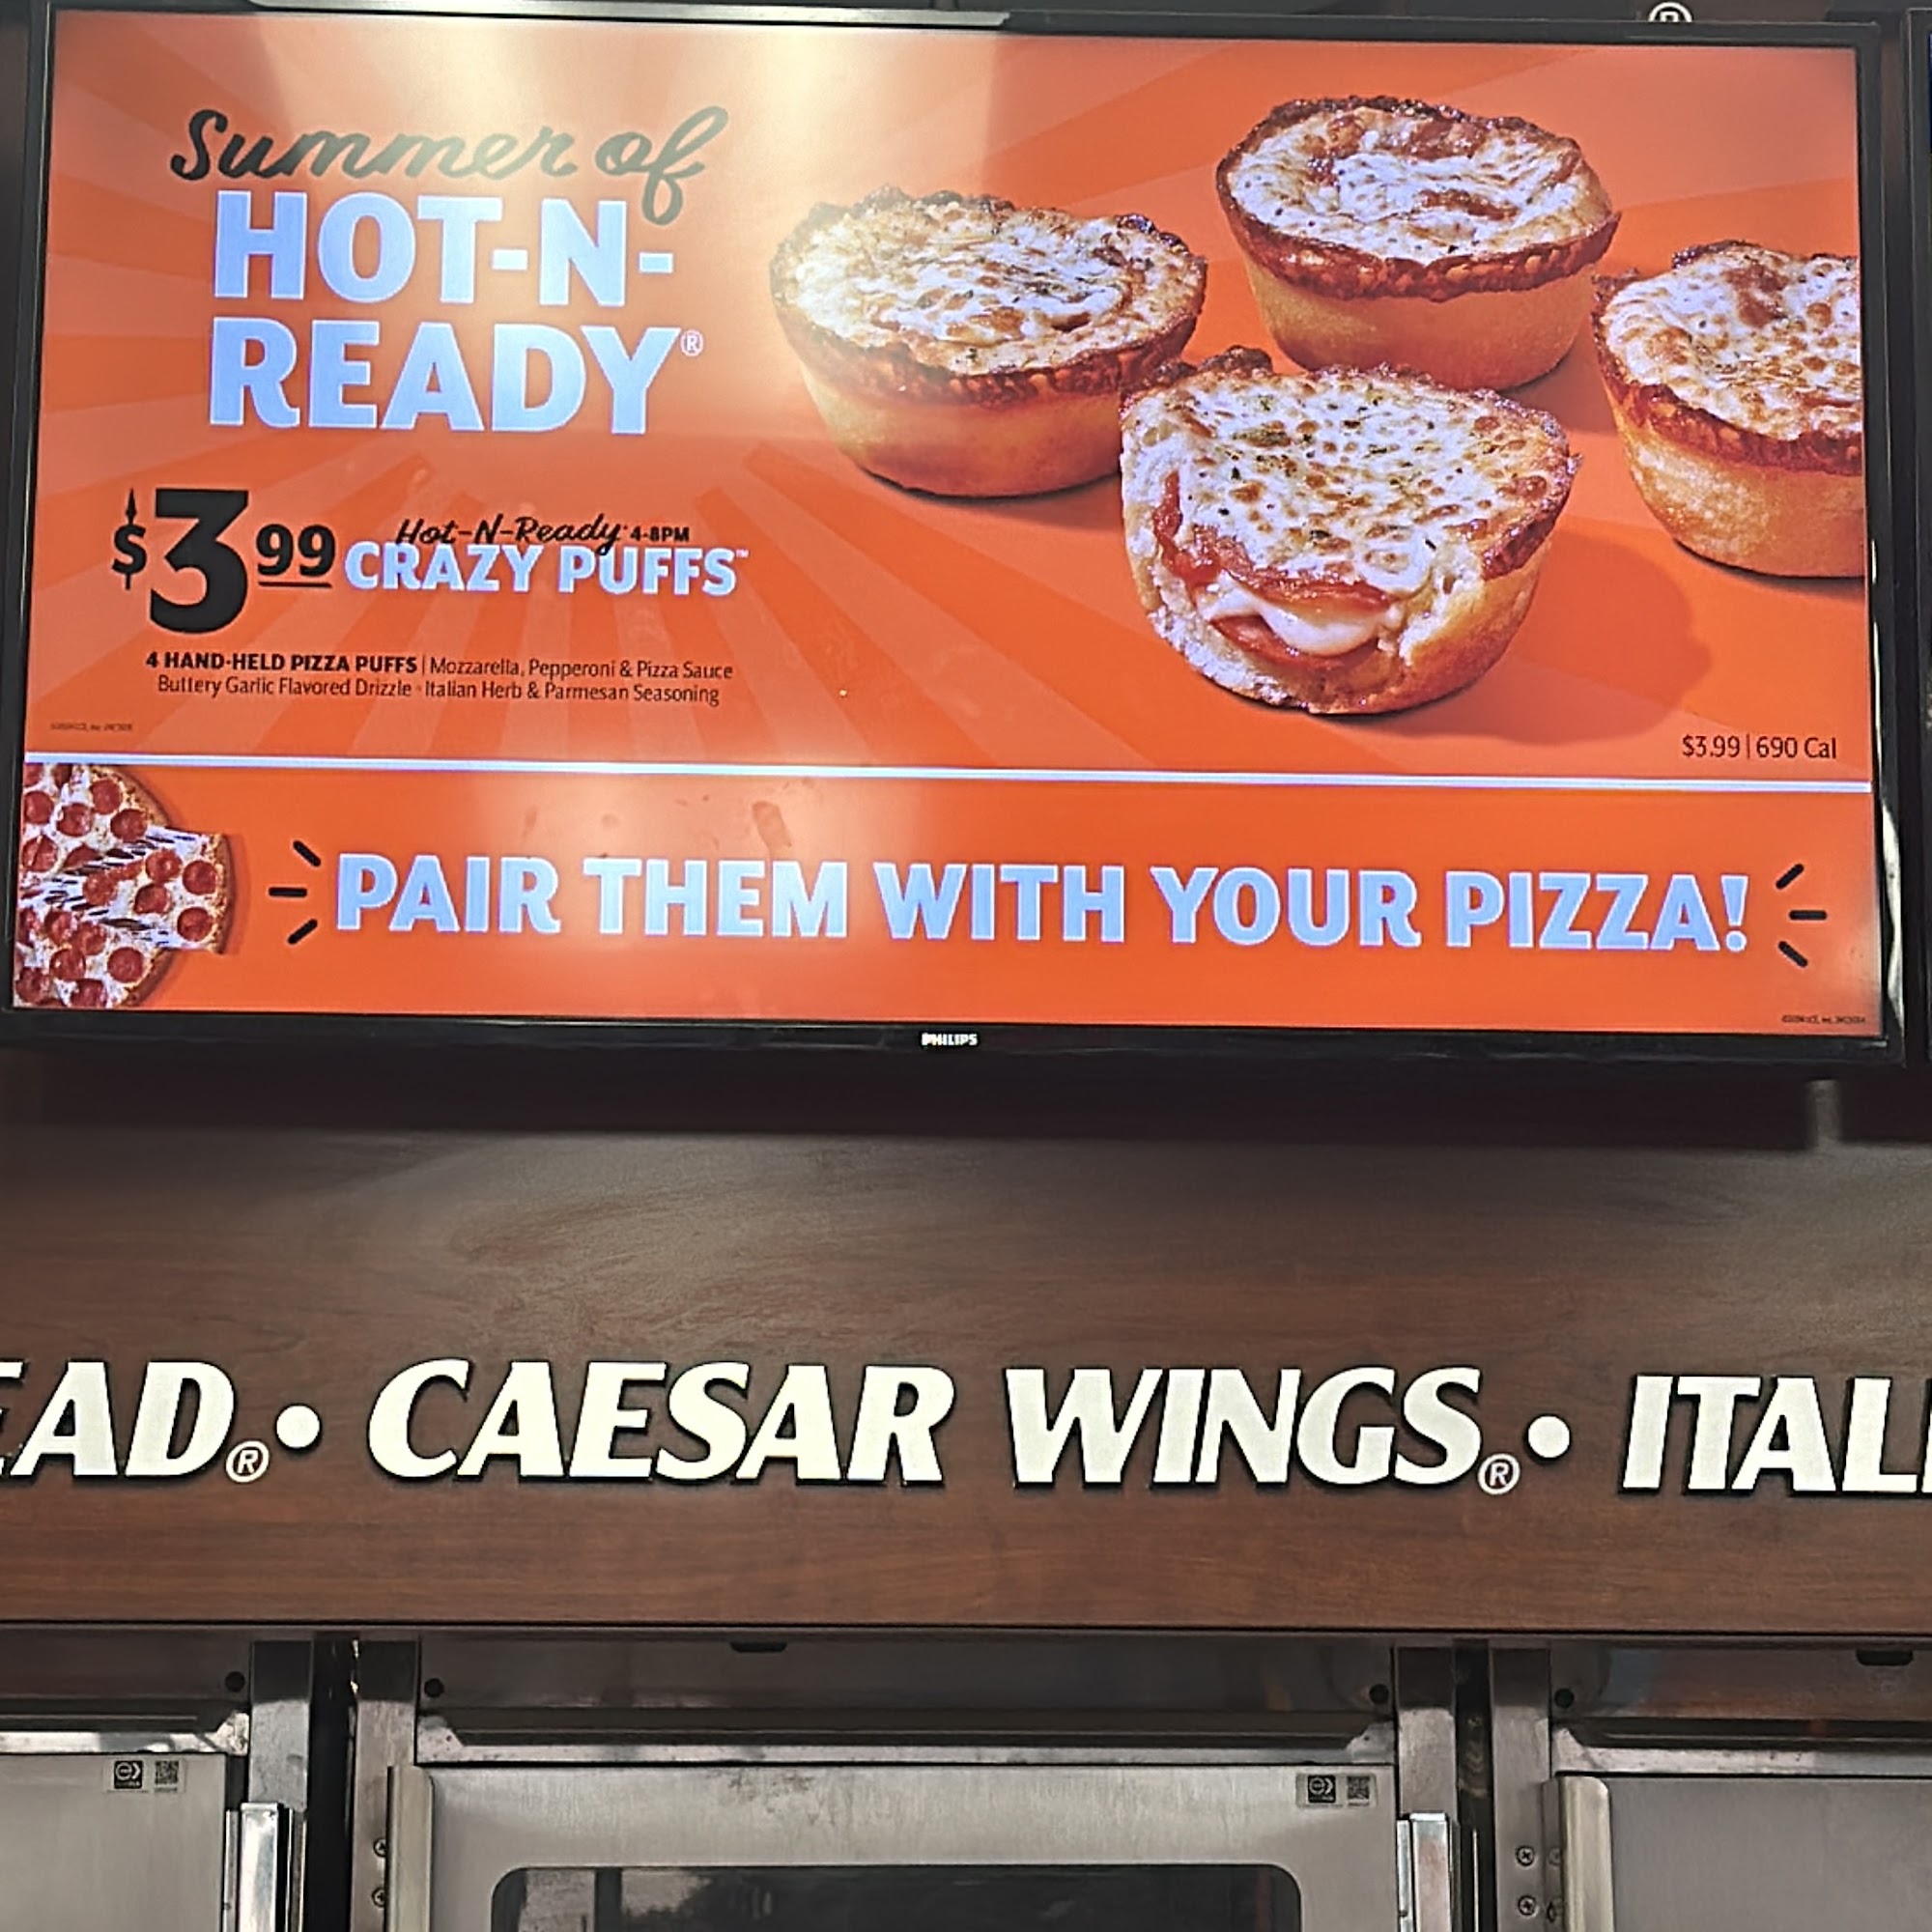 ®
Summer of
HOT-N-
READY®
$3 99
Hot-N-Ready® 4-8PM
CRAZY PUFFS™
4 HAND-HELD PIZZA PUFFS | Mozzarella, Pepperoni & Pizza Sauce
Buttery Garlic Flavored Drizzle · Italian Herb & Parmesan Seasoning
$3.99 | 690 Cal
PAIR THEM WITH YOUR PIZZA!
PHILIPS
EAD®• CAESAR WINGS®• ITALI